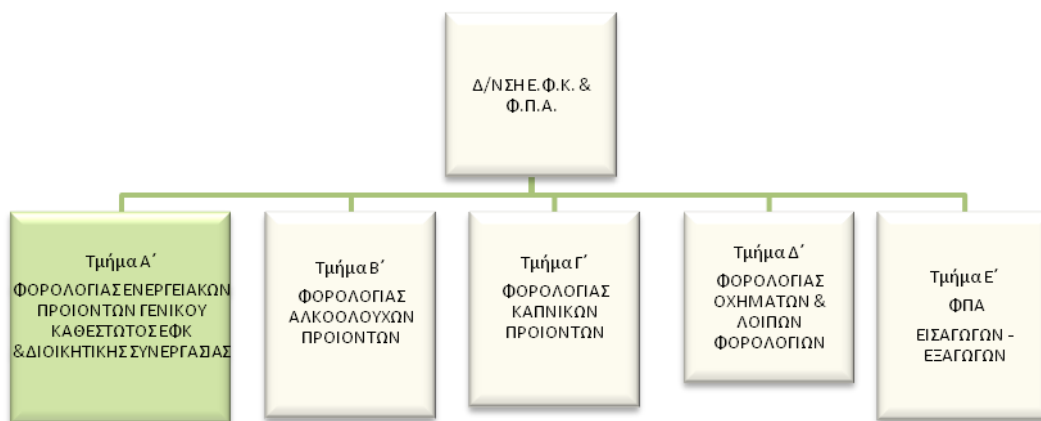 Δ/ΝΣΗ Ε.Φ.Κ. &
Φ.Π.Α.
Τμήμα Α΄
ΦΟΡΟΛΟΓΙΑΣ ΕΝΕΡΓΕΙΑΚΩΝ
ΠΡΟΙΟΝΤΩΝ ΓΕΝΙΚΟΥ
ΚΑΘΕΣΤΩΤΟΣ ΕΦΚ
&ΔΙΟΙΚΗΤΙΚΗΣ ΣΥΝΕΡΓΑΣΙΑΣ
Τμήμα Β΄
ΦΟΡΟΛΟΓΙΑΣ
ΑΛΚΟΟΛΟΥΧΩΝ
ΠΡΟΙΟΝΤΩΝ
Τμήμα Γ΄
ΦΟΡΟΛΟΓΙΑΣ
ΚΑΠΝΙΚΩΝ
ΠΡΟΙΟΝΤΩΝ
Τμήμα Δ΄
ΦΟΡΟΛΟΓΙΑΣ
ΟΧΗΜΑΤΩΝ &
ΛΟΙΠΩΝ
ΦΟΡΟΛΟΓΙΩΝ
Τμήμα Ε΄
ΦΠΑ
ΕΙΣΑΓΩΓΩΝ –
ΕΞΑΓΩΓΩΝ